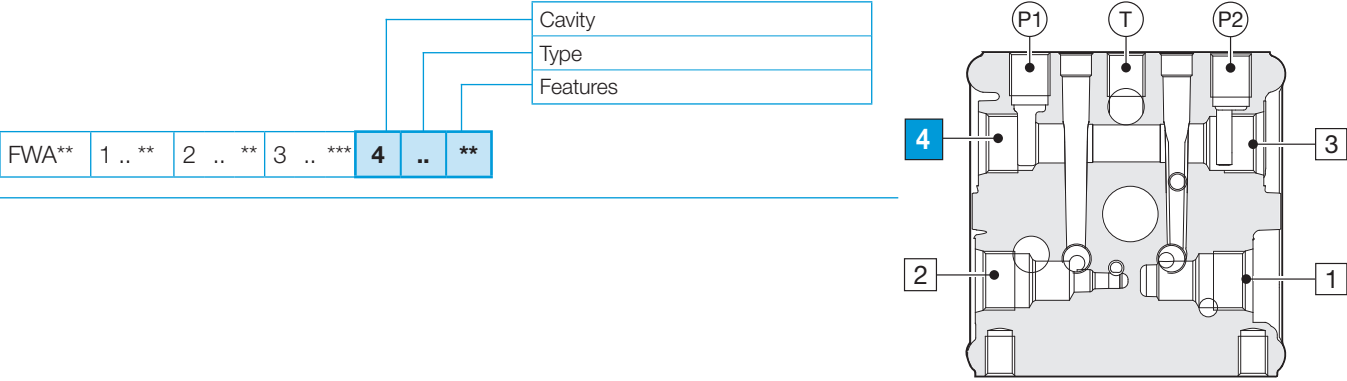 Cavity
Type
Features
FWA** 1 .. ** 2 .. ** 3 .. *** 4 .. **
P1 T P2
4 3
2 1